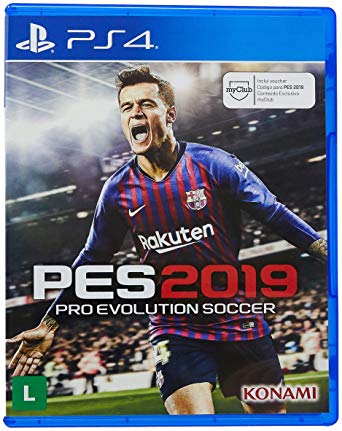 PS4
Inclui voucher
Código para PES 2019
Conteúdo Exclusivo
myClub
myClub
Rakuten
PES2019
PRO EVOLUTION SOCCER
L
KONAMI